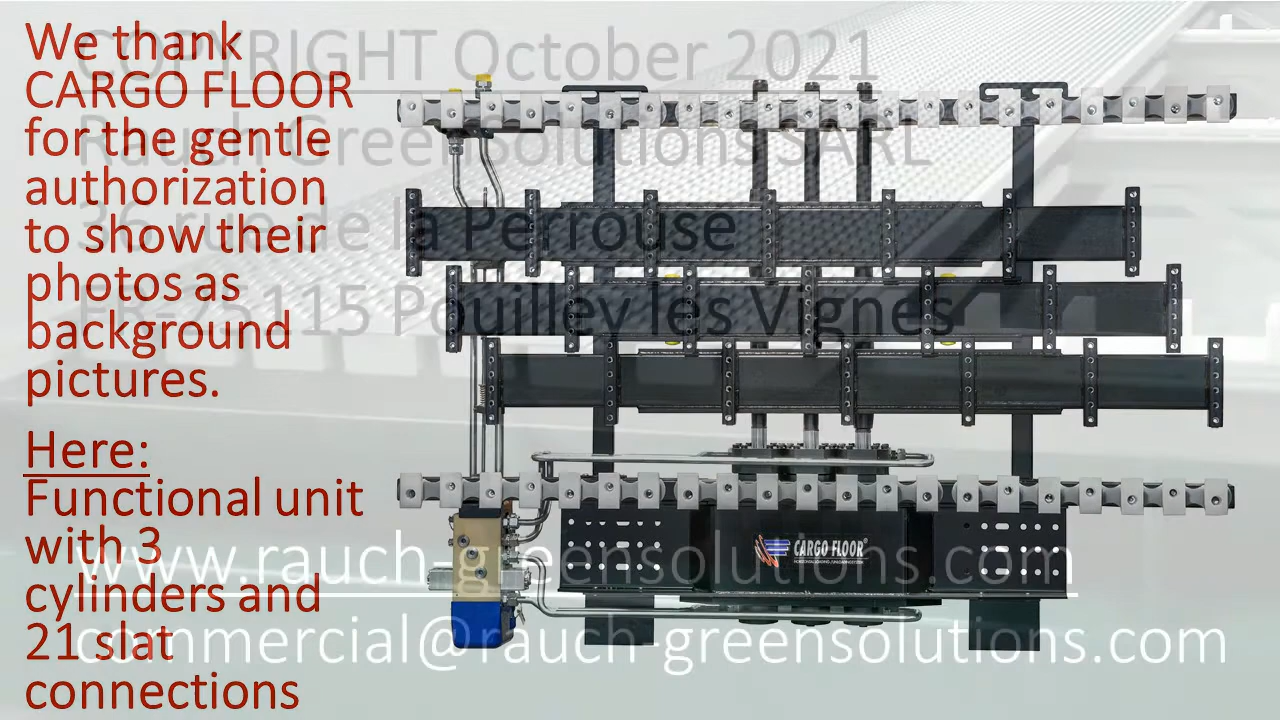 We thank
CARGO FLOOR
for the gentle
authorization
to show their
photos as
background
pictures.
Here:
Functional unit
with 3
cylinders and
21 slat
connections
COPYRIGHT October 2021
Rauch GreenSolutions SARL
36 rue de la Perrouse
FR-25115 Pouilley les Vignes
www.rauch-greensolutions.com
commercial@rauch-greensolutions.com
CARGO FLOOR®